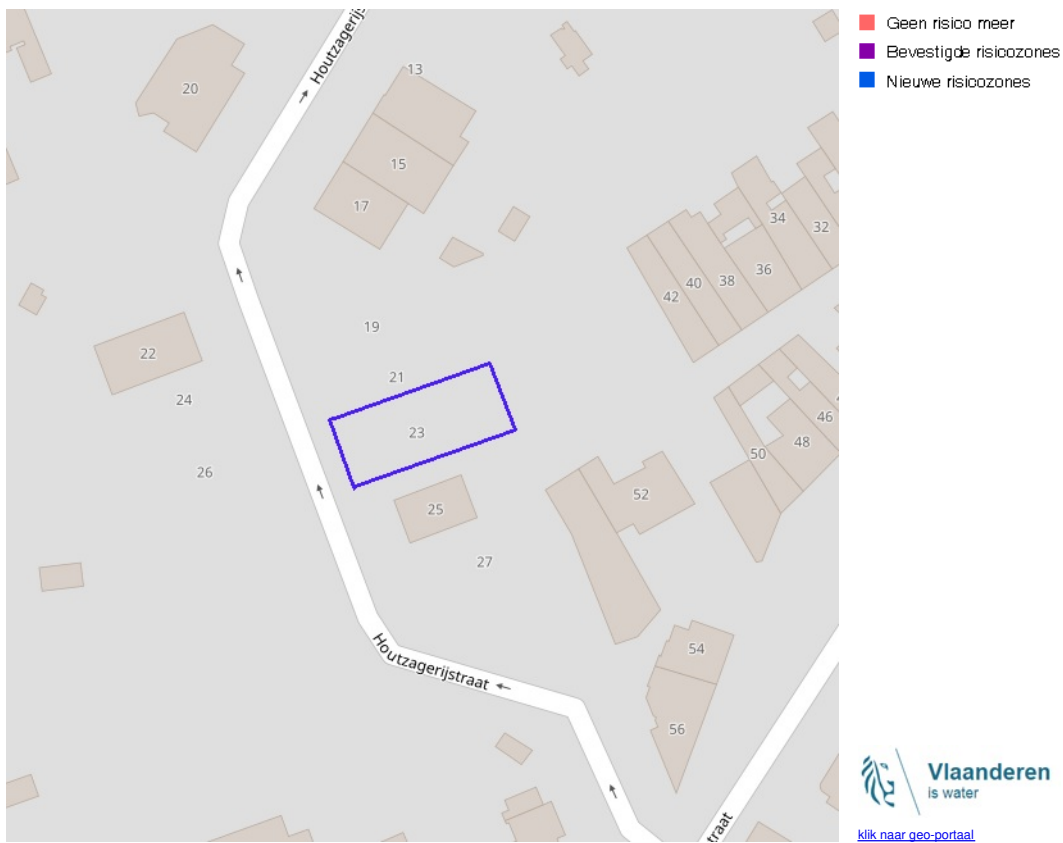 Houtzagerijs
13
20
15
17
34
32
36
38
40
42
19
22
21
24
23
46
48
50
26
52
25
27
Houtzagerijstraat
54
56
traat
Geen risico meer
Bevestigde risicozones
Nieuwe risicozones
Vlaanderen
is water
klik naar geo-portaal